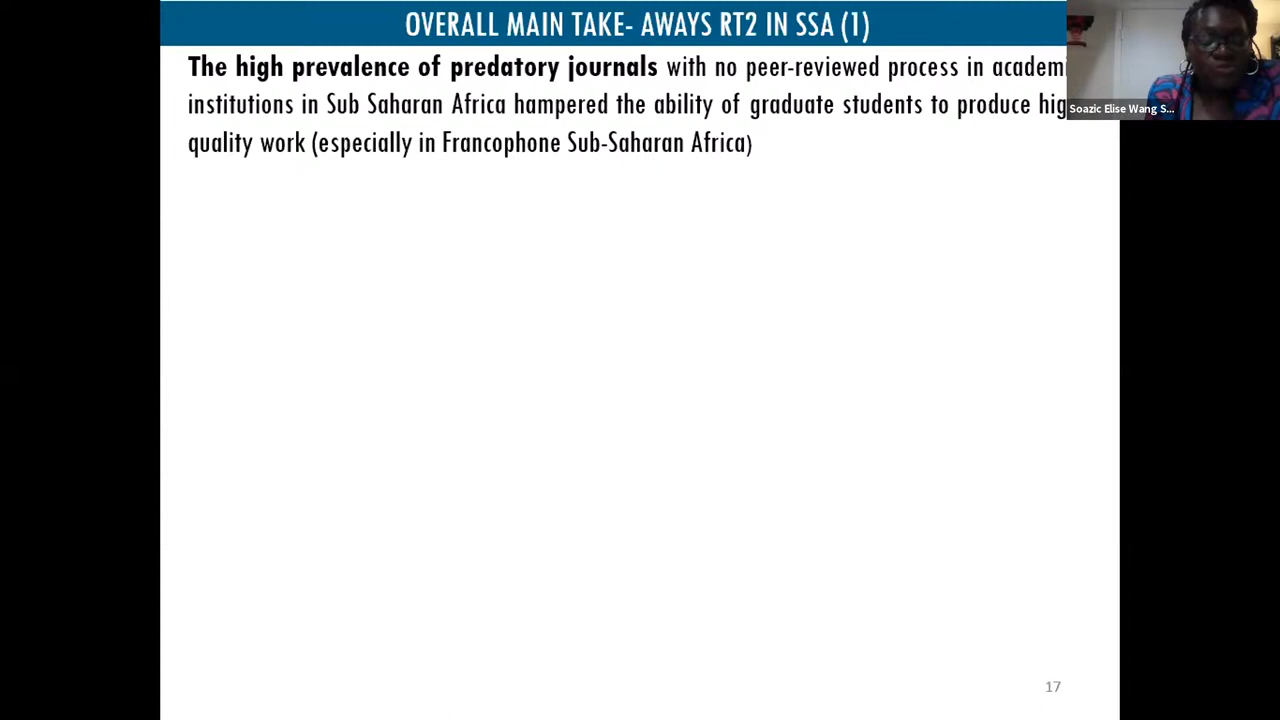 OVERALL MAIN TAKE- AWAYS RT2 IN SSA (1)
The high prevalence of predatory journals with no peer-reviewed process in academi
institutions in Sub Saharan Africa hampered the ability of graduate students to produce hig
quality work (especially in Francophone Sub-Saharan Africa)
Soazic Elise Wang S...
17